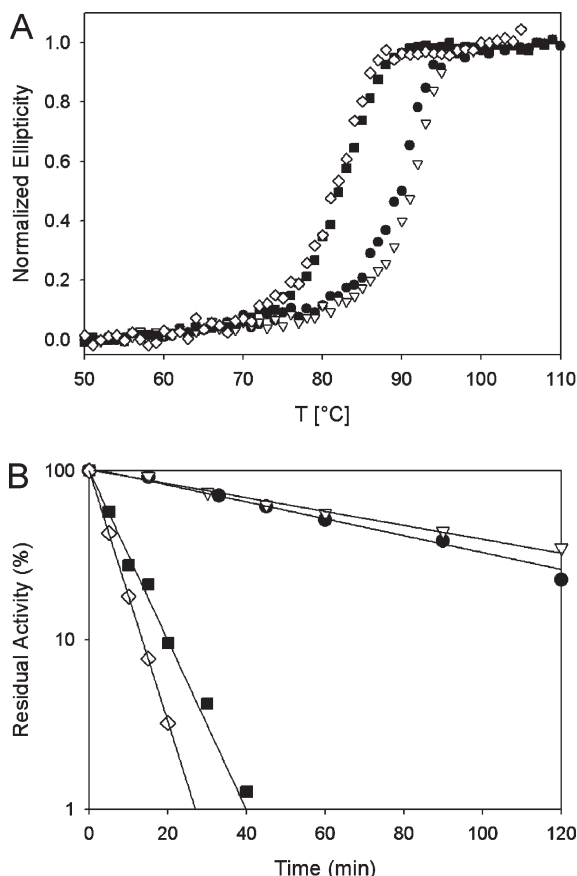 A
Normalized Ellipticity
1.0
0.8
0.6
0.4
0.2
0.0
50 60 70 80 90 100 110
T [°C]
B
Residual Activity (%)
100
10
1
0 20 40 60 80 100 120
Time (min)